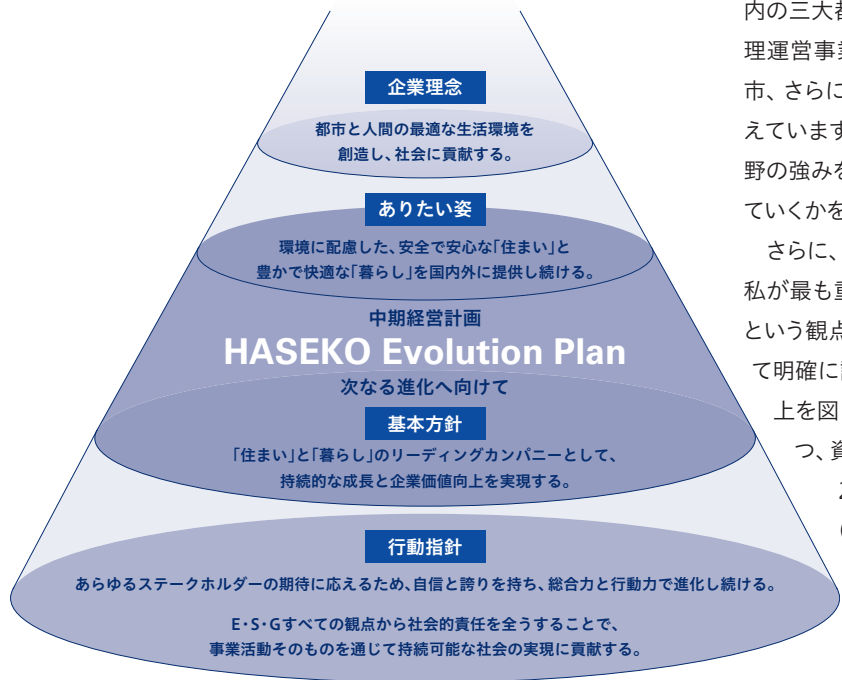 企業理念
都市と人間の最適な生活環境を
創造し、社会に貢献する。
ありたい姿
環境に配慮した、安全で安心な「住まい」と
豊かで快適な「暮らし」を国内外に提供し続ける。
中期経営計画
HASEKO Evolution Plan
次なる進化へ向けて
基本方針
「住まい」と「暮らし」のリーディングカンパニーとして、
持続的な成長と企業価値向上を実現する。
行動指針
あらゆるステークホルダーの期待に応えるため、自信と誇りを持ち、総合力と行動力で進化し続ける。
E・S・Gすべての観点から社会的責任を全うすることで、
事業活動そのものを通じて持続可能な社会の実現に貢献する。
内の三大都
理運営事業
市、さらに
えています
野の強みを
ていくかを
さらに、
私が最も重
という観点
て明確に
上を図
つ、資